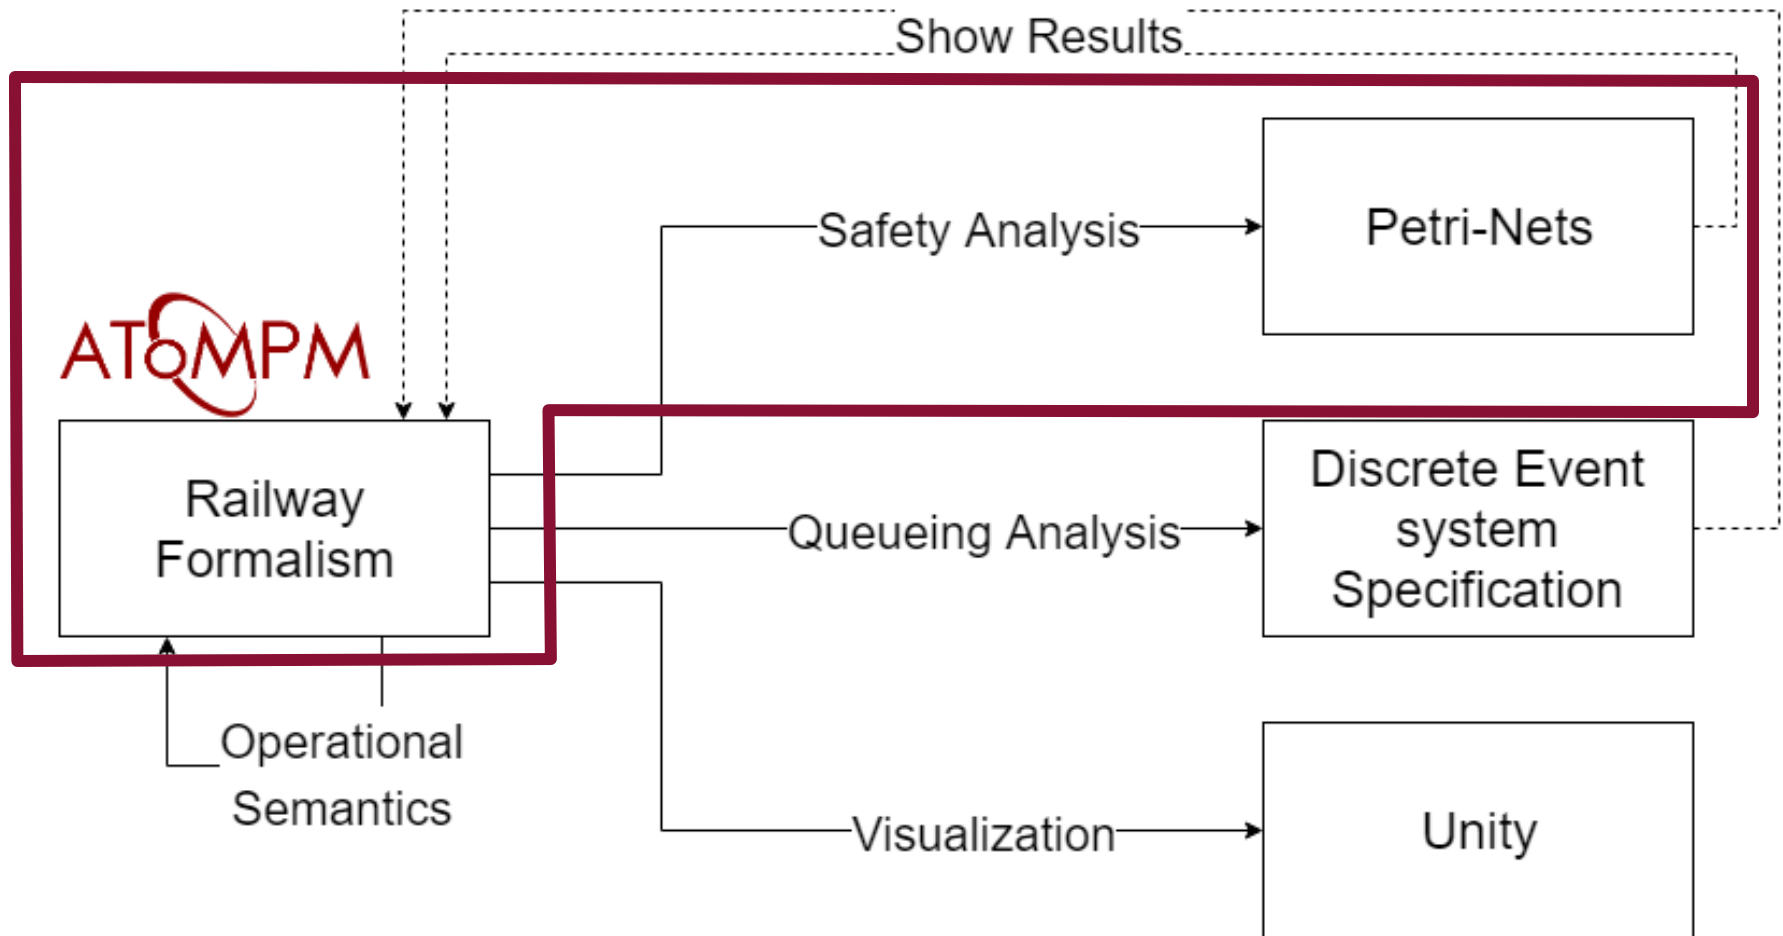 Show Results
Safety Analysis
Petri-Nets
AToMPM
Railway
Formalism
Queueing Analysis
Discrete Event
system
Specification
Operational
Semantics
Visualization
Unity